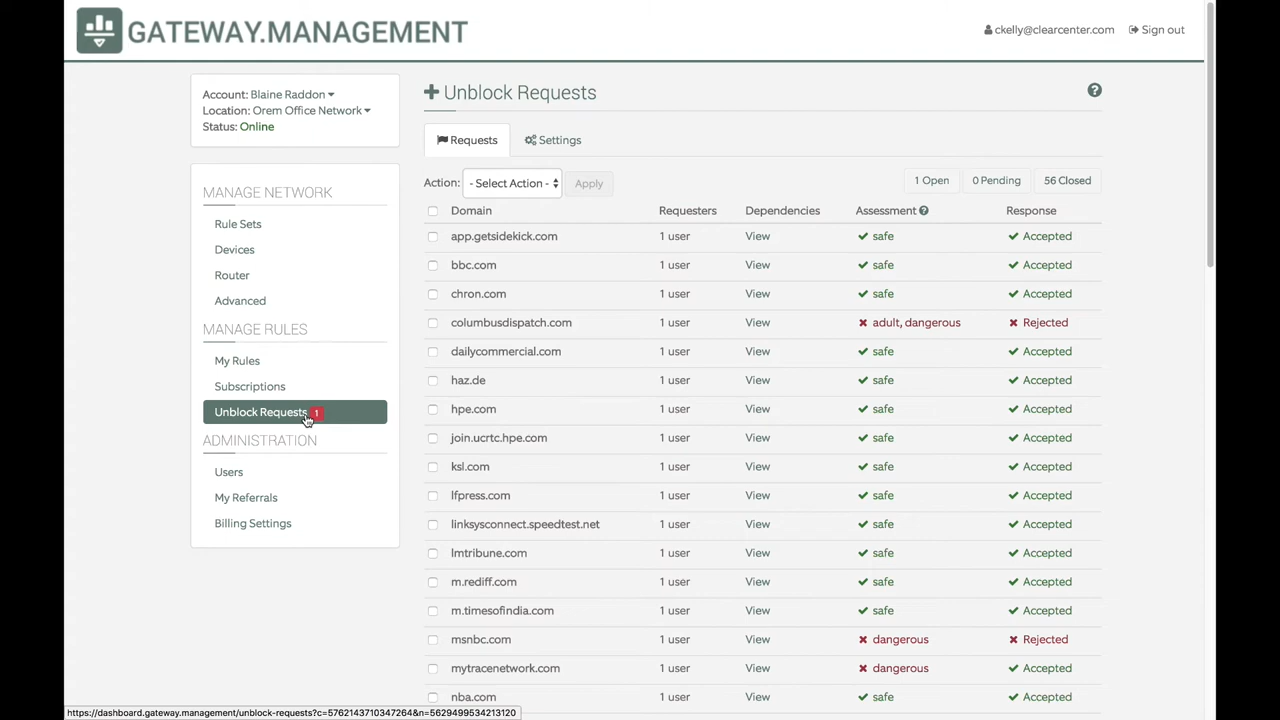 GATEWAY.MANAGEMENT
ckelly@clearcenter.com Sign out
Account: Blaine Raddon
Location: Orem Office Network
Status: Online
MANAGE NETWORK
Rule Sets
Devices
Router
Advanced
MANAGE RULES
My Rules
Subscriptions
Unblock Requests 1
ADMINISTRATION
Users
My Referrals
Billing Settings
Unblock Requests
Requests Settings
Action: - Select Action - Apply 1 Open 0 Pending 56 Closed
Domain Requesters Dependencies Assessment Response
app.getsidekick.com 1 user View safe Accepted
bbc.com 1 user View safe Accepted
chron.com 1 user View safe Accepted
columbusdispatch.com 1 user View adult, dangerous Rejected
dailycommercial.com 1 user View safe Accepted
haz.de 1 user View safe Accepted
hpe.com 1 user View safe Accepted
join.ucrtc.hpe.com 1 user View safe Accepted
ksl.com 1 user View safe Accepted
lfpress.com 1 user View safe Accepted
linksysconnect.speedtest.net 1 user View safe Accepted
lmtribune.com 1 user View safe Accepted
m.rediff.com 1 user View safe Accepted
m.timesofindia.com 1 user View safe Accepted
msnbc.com 1 user View dangerous Rejected
mytracenetwork.com 1 user View dangerous Accepted
nba.com 1 user View safe Accepted
https://dashboard.gateway.management/unblock-requests?c=5762143710347264&n=5629499534213120